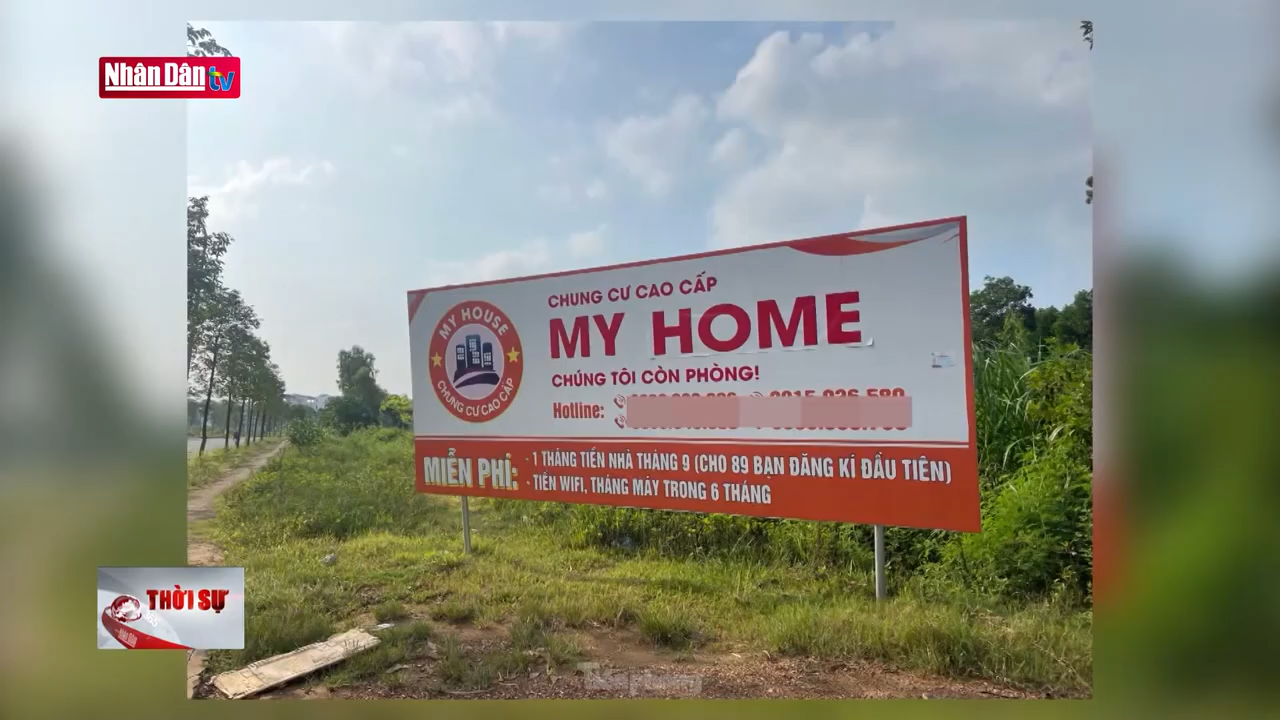 Nhân Dân tv
CHUNG CƯ CAO CẤP
MY HOME
MY HOUSE
CHUNG CƯ CAO CẤP
CHÚNG TÔI CÒN PHÒNG!
Hotline:
MIỄN PHÍ:
- 1 THÁNG TIỀN NHÀ THÁNG 9 (CHO 89 BẠN ĐĂNG KÍ ĐẦU TIÊN)
- TIỀN WIFI, THANG MÁY TRONG 6 THÁNG
THỜI SỰ